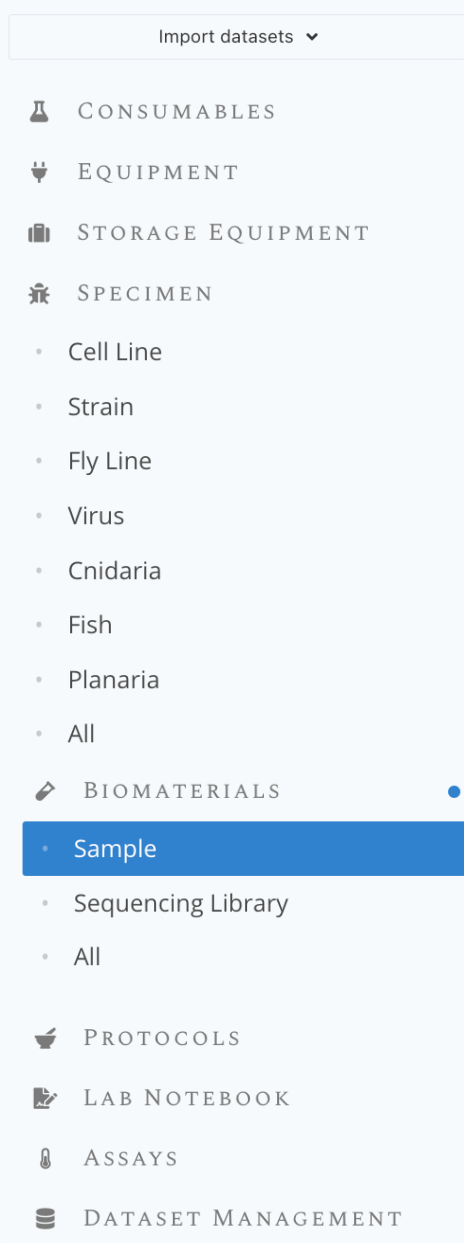 Import datasets
Consumables
Equipment
Storage Equipment
Specimen
Cell Line
Strain
Fly Line
Virus
Cnidaria
Fish
Planaria
All
Biomaterials
Sample
Sequencing Library
All
Protocols
Lab Notebook
Assays
Dataset Management